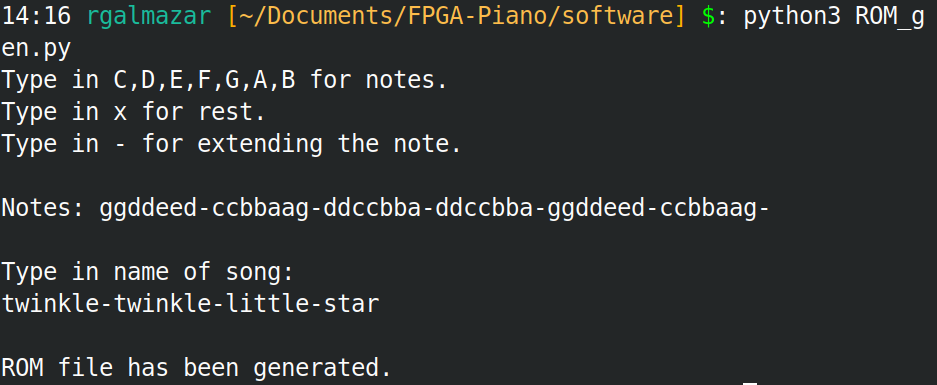 14:16 rgalmazar [~/Documents/FPGA-Piano/software] $: python3 ROM_g
en.py
Type in C,D,E,F,G,A,B for notes.
Type in x for rest.
Type in - for extending the note.
Notes: ggddeed-ccbbaag-ddccbba-ddccbba-ggddeed-ccbbaag-
Type in name of song:
twinkle-twinkle-little-star
ROM file has been generated.